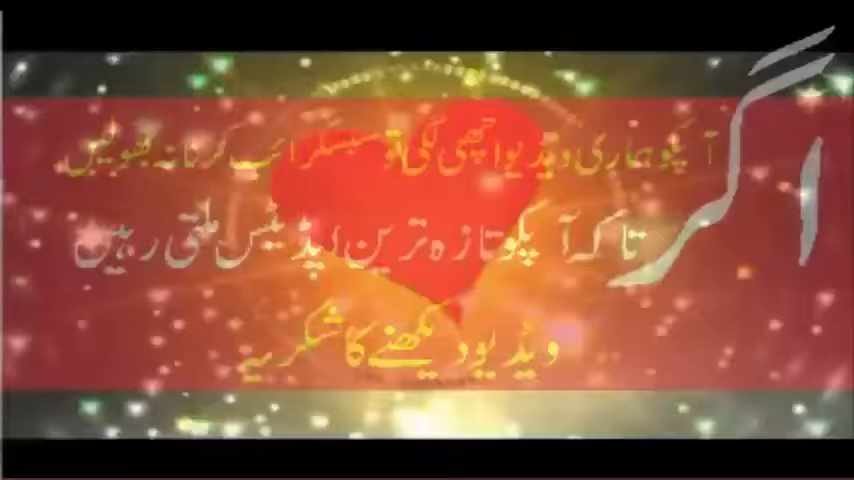 اگر آپکو ہماری ویڈیو اچھی لگی تو سبسکرائب کرنا نہ بھولیں
تاکہ آپکو تازہ ترین اپڈیٹس ملتی رہیں
ویڈیو دیکھنے کا شکریہ